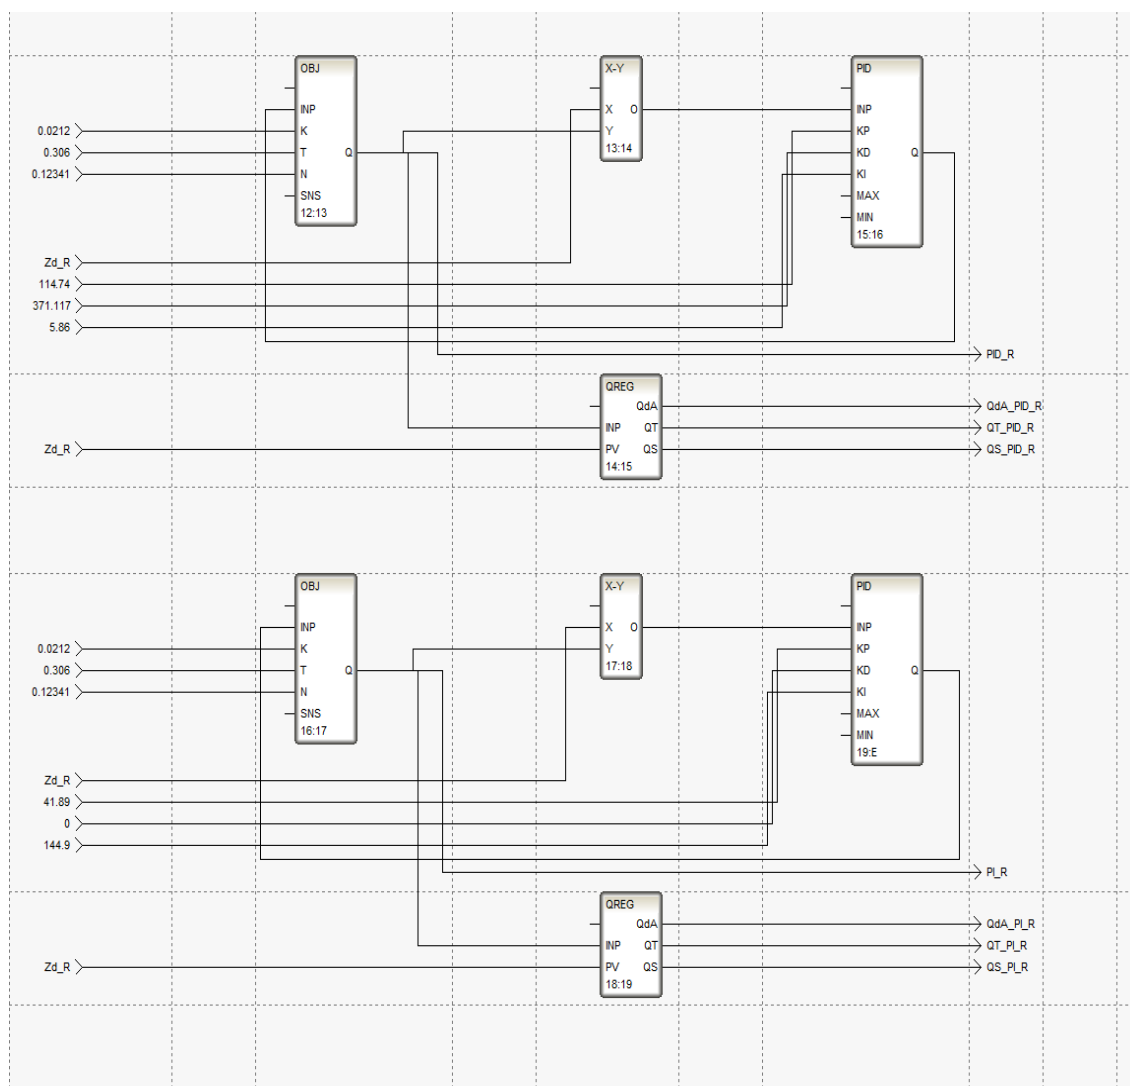 OBJ
INP
K
T
Q
N
SNS
12:13
X-Y
X
O
Y
13:14
PID
INP
KP
KD
Q
KI
MAX
MIN
15:16
0.0212
0.306
0.12341
Zd_R
114.74
371.117
5.86
PID_R
QREG
QdA
INP
QT
PV
QS
14:15
Zd_R
QdA_PID_R
QT_PID_R
QS_PID_R
OBJ
INP
K
T
Q
N
SNS
16:17
X-Y
X
O
Y
17:18
PID
INP
KP
KD
Q
KI
MAX
MIN
19:E
0.0212
0.306
0.12341
Zd_R
41.89
0
144.9
PI_R
QREG
QdA
INP
QT
PV
QS
18:19
Zd_R
QdA_PI_R
QT_PI_R
QS_PI_R